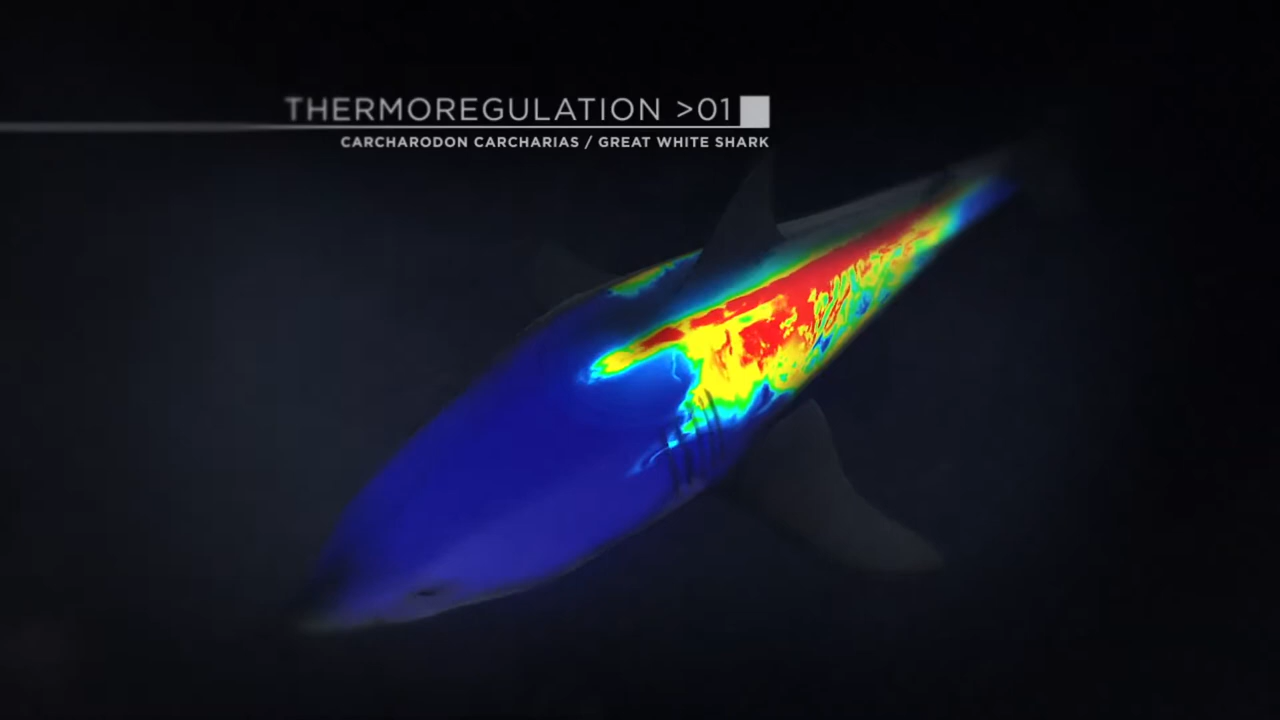 THERMOREGULATION >01
CARCHARODON CARCHARIAS / GREAT WHITE SHARK